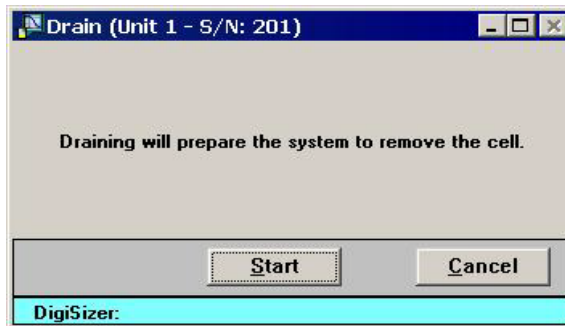 Drain (Unit 1 - S/N: 201)
Draining will prepare the system to remove the cell.
Start
Cancel
DigiSizer: